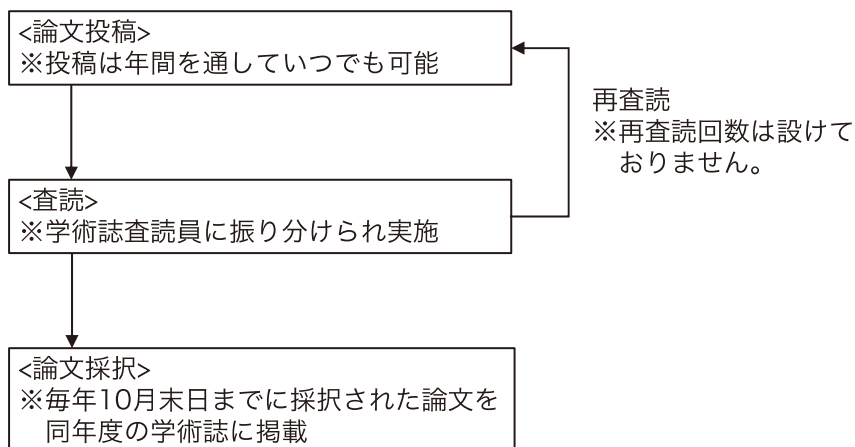 <論文投稿>
※投稿は年間を通していつでも可能
再査読
※再査読回数は設けて
おりません。
<査読>
※学術誌査読員に振り分けられ実施
<論文採択>
※毎年10月末日までに採択された論文を
同年度の学術誌に掲載